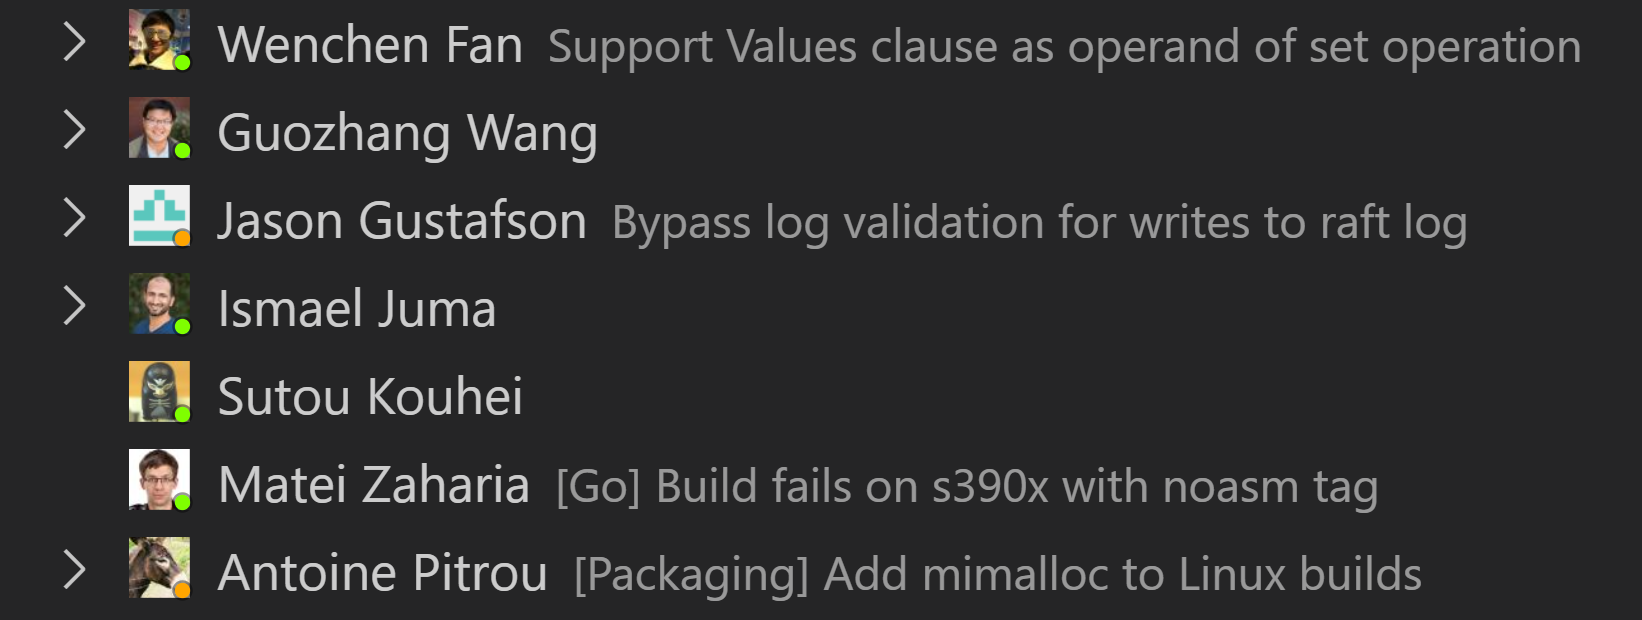 Wenchen Fan Support Values clause as operand of set operation
Guozhang Wang
Jason Gustafson Bypass log validation for writes to raft log
Ismael Juma
Sutou Kouhei
Matei Zaharia [Go] Build fails on s390x with noasm tag
Antoine Pitrou [Packaging] Add mimalloc to Linux builds